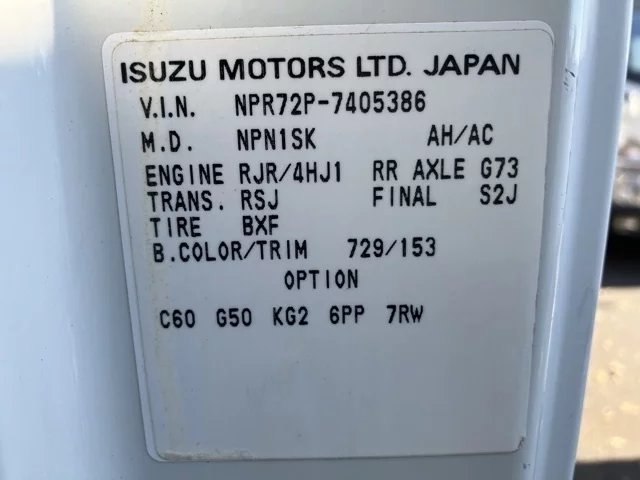 ISUZU MOTORS LTD. JAPAN
V.I.N. NPR72P-7405386
M.D. NPN1SK AH/AC
ENGINE RJR/4HJ1 RR AXLE G73
TRANS. RSJ FINAL S2J
TIRE BXF
B.COLOR/TRIM 729/153
OPTION
C60 G50 KG2 6PP 7RW